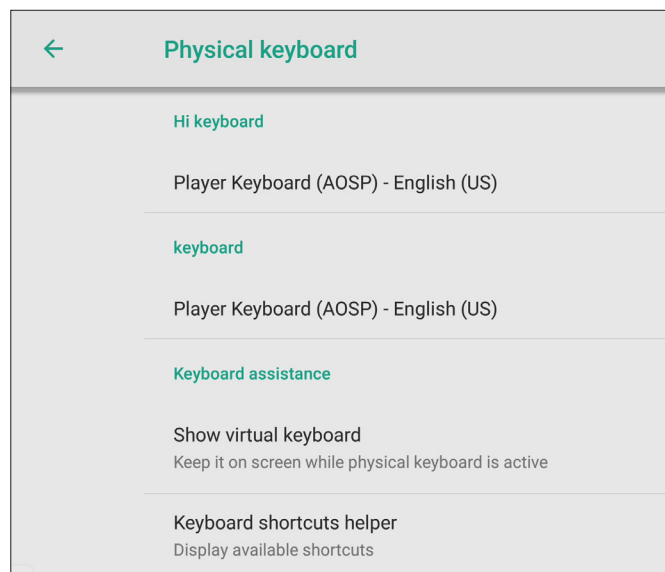 Physical keyboard
Hi keyboard
Player Keyboard (AOSP) - English (US)
keyboard
Player Keyboard (AOSP) - English (US)
Keyboard assistance
Show virtual keyboard
Keep it on screen while physical keyboard is active
Keyboard shortcuts helper
Display available shortcuts